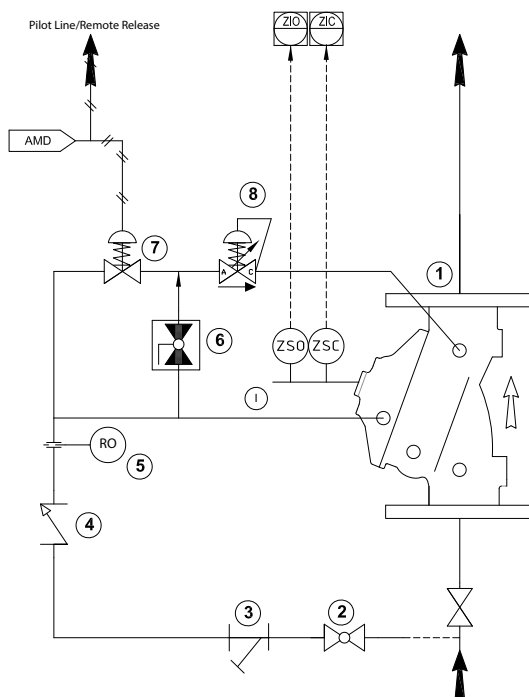 Pilot Line/Remote Release
ZIO
ZIC
AMD
8
7
A
C
1
6
ZSO
ZSC
I
RO
5
4
3
2